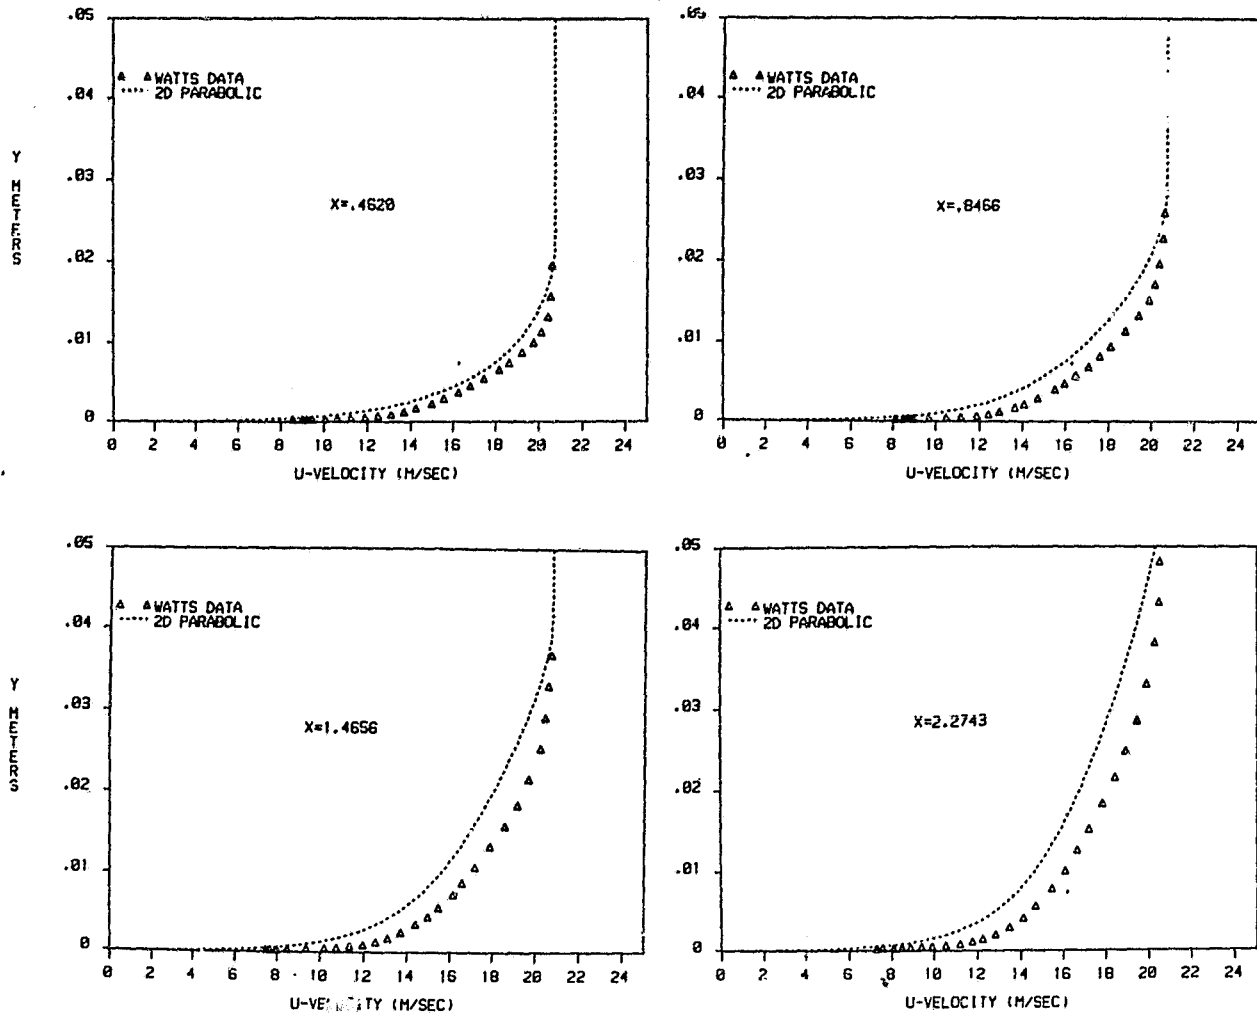 .05
WATTS DATA
2D PARABOLIC
.04
.03
X=.4620
.02
.01
0
0 2 4 6 8 10 12 14 16 18 20 22 24
U-VELOCITY (M/SEC)
Y METERS
.05
WATTS DATA
2D PARABOLIC
.04
.03
X=.8466
.02
.01
0
0 2 4 6 8 10 12 14 16 18 20 22 24
U-VELOCITY (M/SEC)
.05
WATTS DATA
2D PARABOLIC
.04
.03
X=1.4656
.02
.01
0
0 2 4 6 8 10 12 14 16 18 20 22 24
(M/SEC)
Y METERS
.05
WATTS DATA
2D PARABOLIC
.04
.03
X=2.2743
.02
.01
0
0 2 4 6 8 10 12 14 16 18 20 22 24
U-VELOCITY (M/SEC)